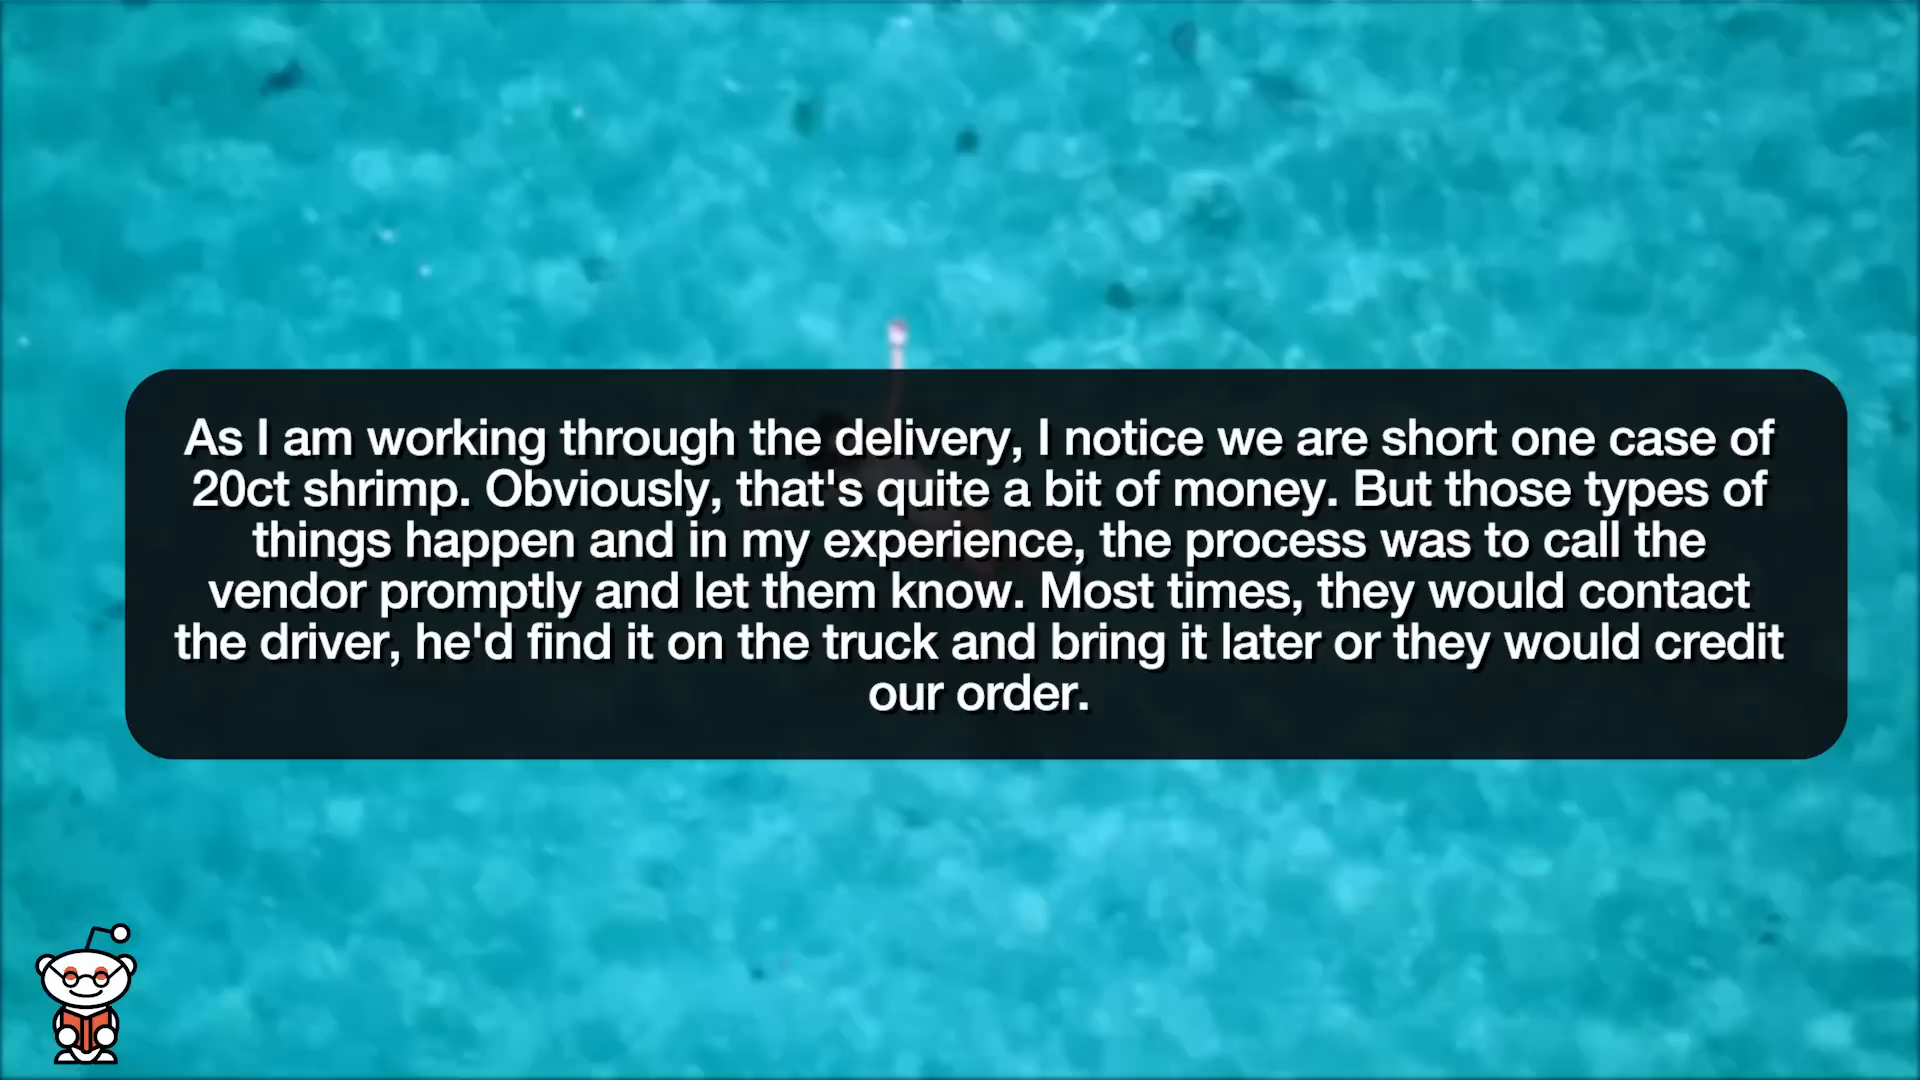 As I am working through the delivery, I notice we are short one case of
20ct shrimp. Obviously, that's quite a bit of money. But those types of
things happen and in my experience, the process was to call the
vendor promptly and let them know. Most times, they would contact
the driver, he'd find it on the truck and bring it later or they would credit
our order.